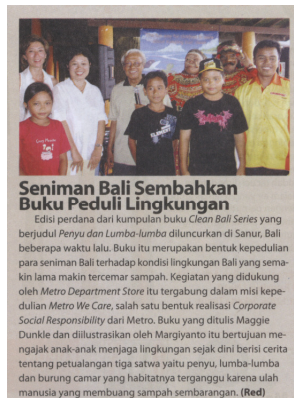 Seniman Bali Sembahkan
Buku Peduli Lingkungan
Edisi perdana dari kumpulan buku Clean Bali Series yang
berjudul Penyu dan Lumba-lumba diluncurkan di Sanur, Bali
beberapa waktu lalu. Buku itu merupakan bentuk kepedulian
para seniman Bali terhadap kondisi lingkungan Bali yang sema-
kin lama makin tercemar sampah. Kegiatan yang didukung
oleh Metro Department Store itu tergabung dalam misi kepe-
dulian Metro We Care, salah satu bentuk realisasi Corporate
Social Responsibility dari Metro. Buku yang ditulis Maggie
Dunkle dan diilustrasikan oleh Margiyanto itu bertujuan me-
ngajak anak-anak menjaga lingkungan sejak dini berisi cerita
tentang petualangan tiga satwa yaitu penyu, lumba-lumba
dan burung camar yang habitatnya terganggu karena ulah
manusia yang membuang sampah sembarangan. (Red)